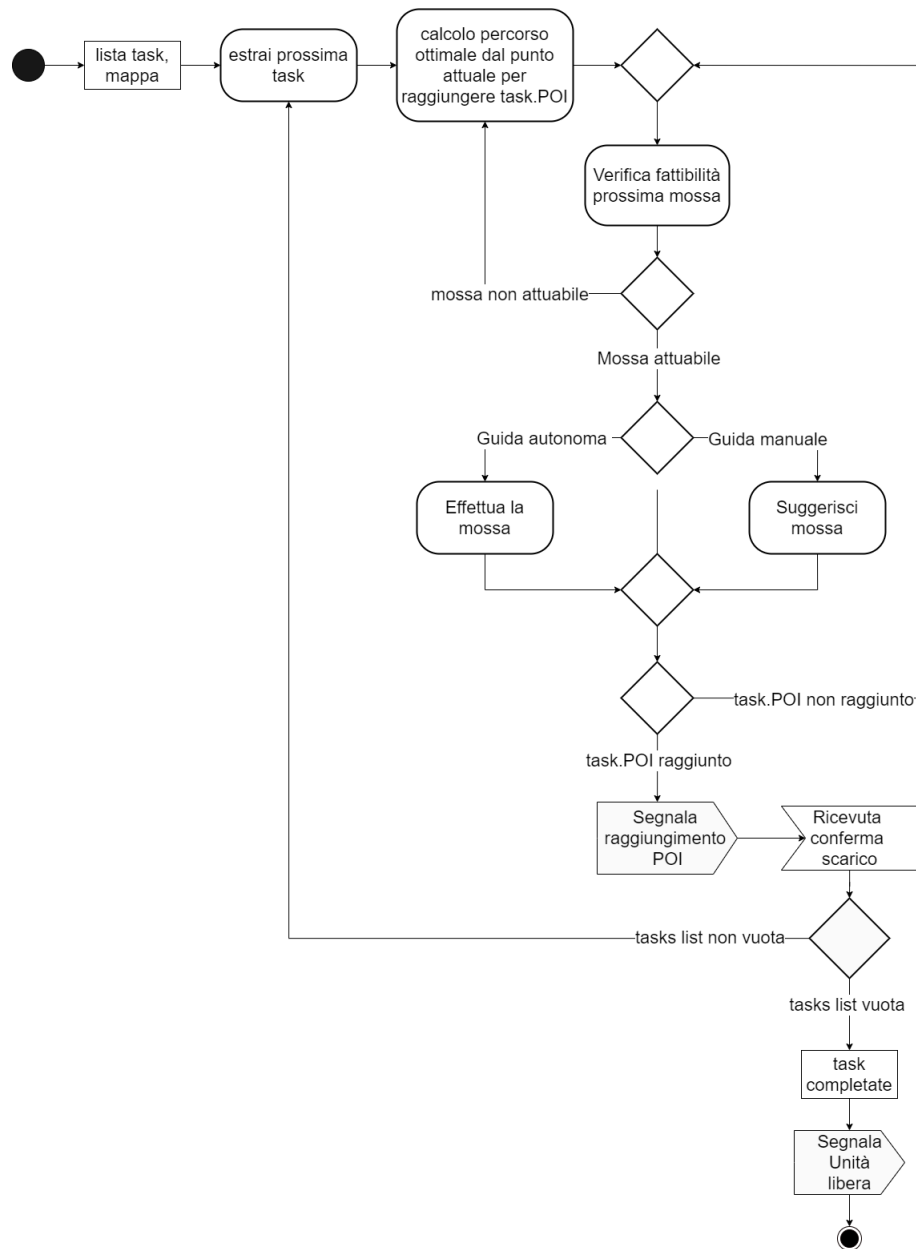 lista task,
mappa
estrai prossima
task
calcolo percorso
ottimale dal punto
attuale per
raggiungere task.POI
Verifica fattibilità
prossima mossa
mossa non attuabile
Mossa attuabile
Guida autonoma
Guida manuale
Effettua la
mossa
Suggerisci
mossa
task.POI non raggiunto
task.POI raggiunto
Segnala
raggiungimento
POI
Ricevuta
conferma
scarico
tasks list non vuota
tasks list vuota
task
completate
Segnala
Unità
libera